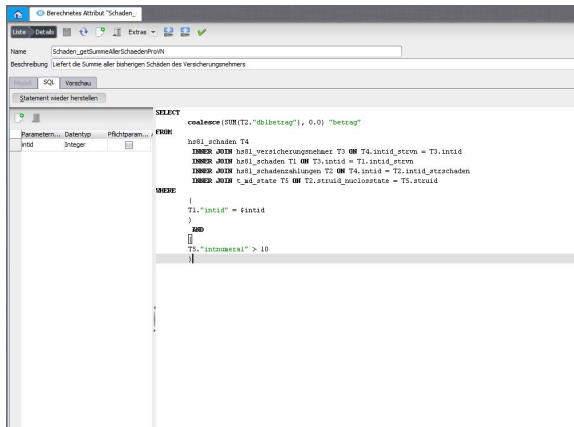 Berechnetes Attribut "Schaden_
Liste Details Extras
Name Schaden_getSummeAllerSchaedenProVN
Beschreibung Liefert die Summe aller bisherigen Schäden des Versicherungsnehmers
Modell SQL Vorschau
Statement wieder herstellen
Parametern... Datentyp Pflichtparam...
intid Integer
SELECT
coalesce(SUM(T2."dblbetrag"), 0.0) "betrag"
FROM
hs81_schaden T4
INNER JOIN hs81_versicherungsnehmer T3 ON T4.intid_strvn = T3.intid
INNER JOIN hs81_schaden T1 ON T3.intid = T1.intid_strvn
INNER JOIN hs81_schadenzahlungen T2 ON T4.intid = T2.intid_strschaden
INNER JOIN t_md_state T5 ON T2.struid_nuclosstate = T5.struid
WHERE
(
T1."intid" = $intid
)
AND
(
T5."intnumeral" > 10
)